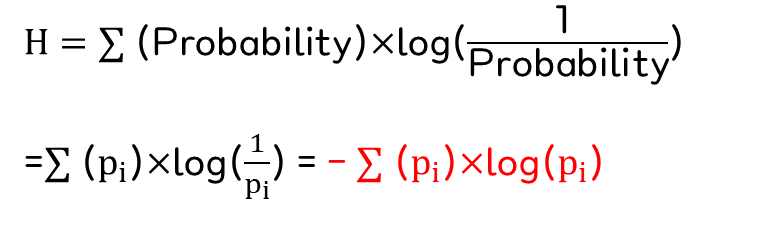 H = ∑ (Probability)×log(1/Probability)
=∑ (pᵢ)×log(1/pᵢ) = − ∑ (pᵢ)×log(pᵢ)